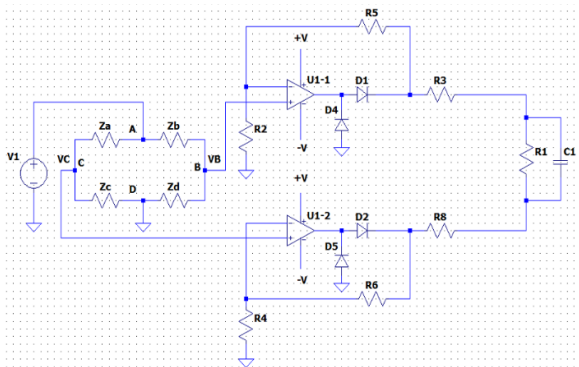 R5
+V
U1-1
D1
R3
D4
R2
-V
Za
A
Zb
V1
VC
C
VB
B
R1
C1
Zc
D
Zd
+V
U1-2
D2
R8
D5
-V
R6
R4